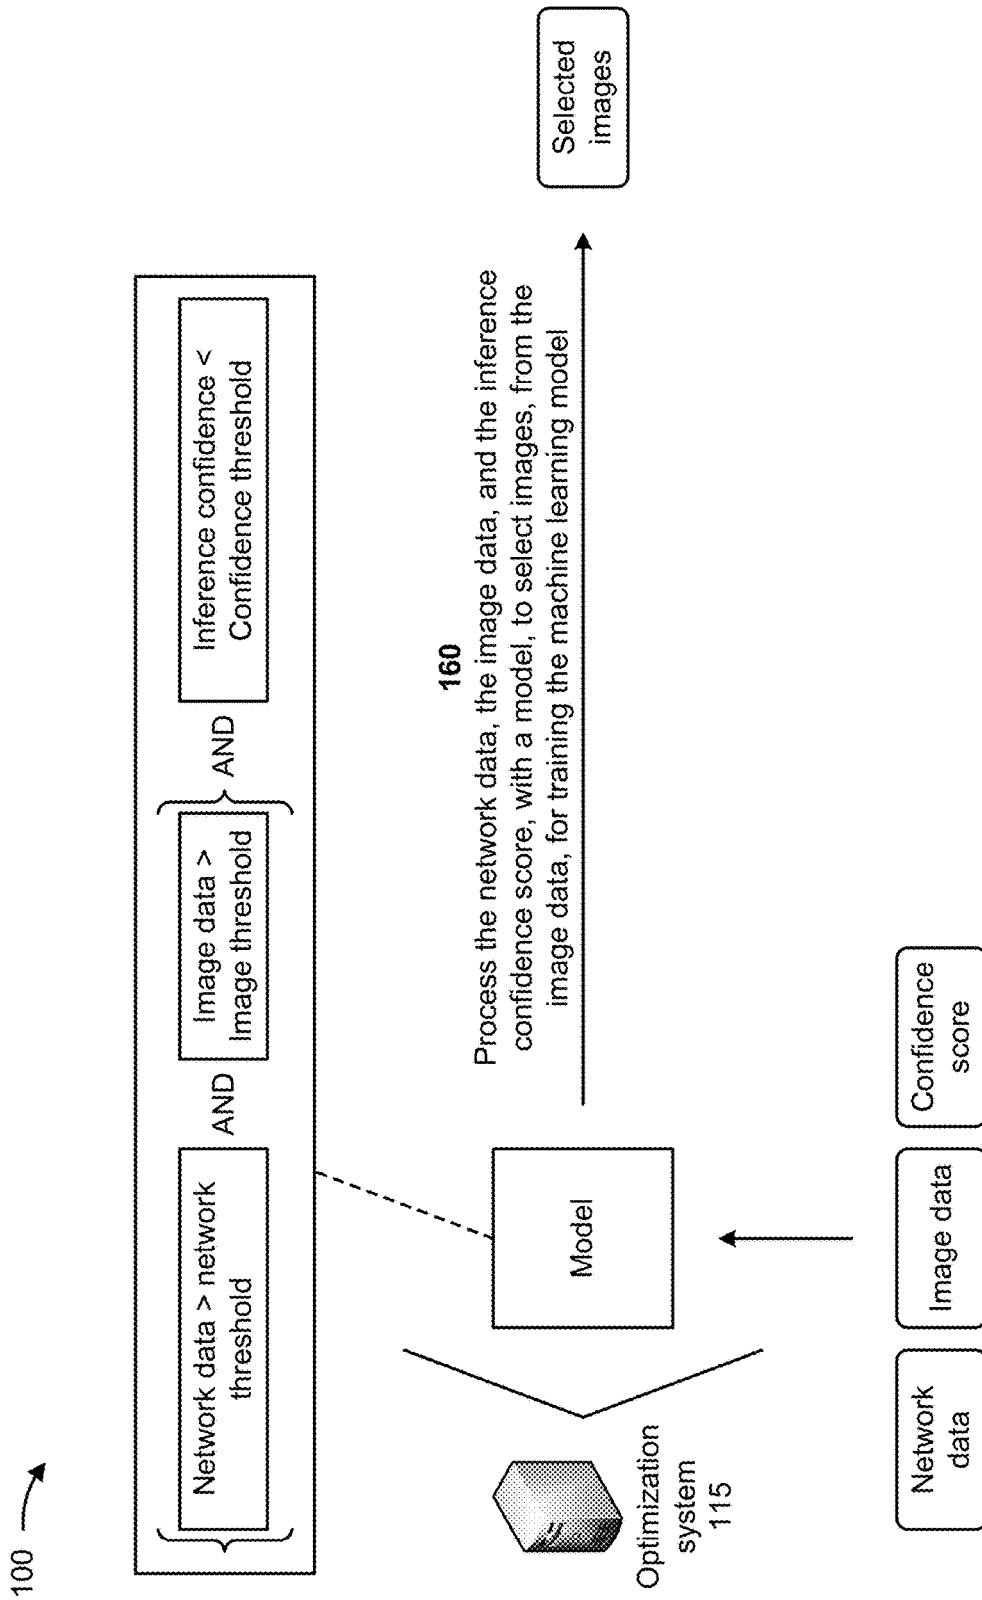 100
Network data > network
threshold
AND
Image data >
Image threshold
AND
Inference confidence <
Confidence threshold
160
Process the network data, the image data, and the inference
confidence score, with a model, to select images, from the
image data, for training the machine learning model
Optimization
system
115
Model
Selected
images
Network
data
Image data
Confidence
score